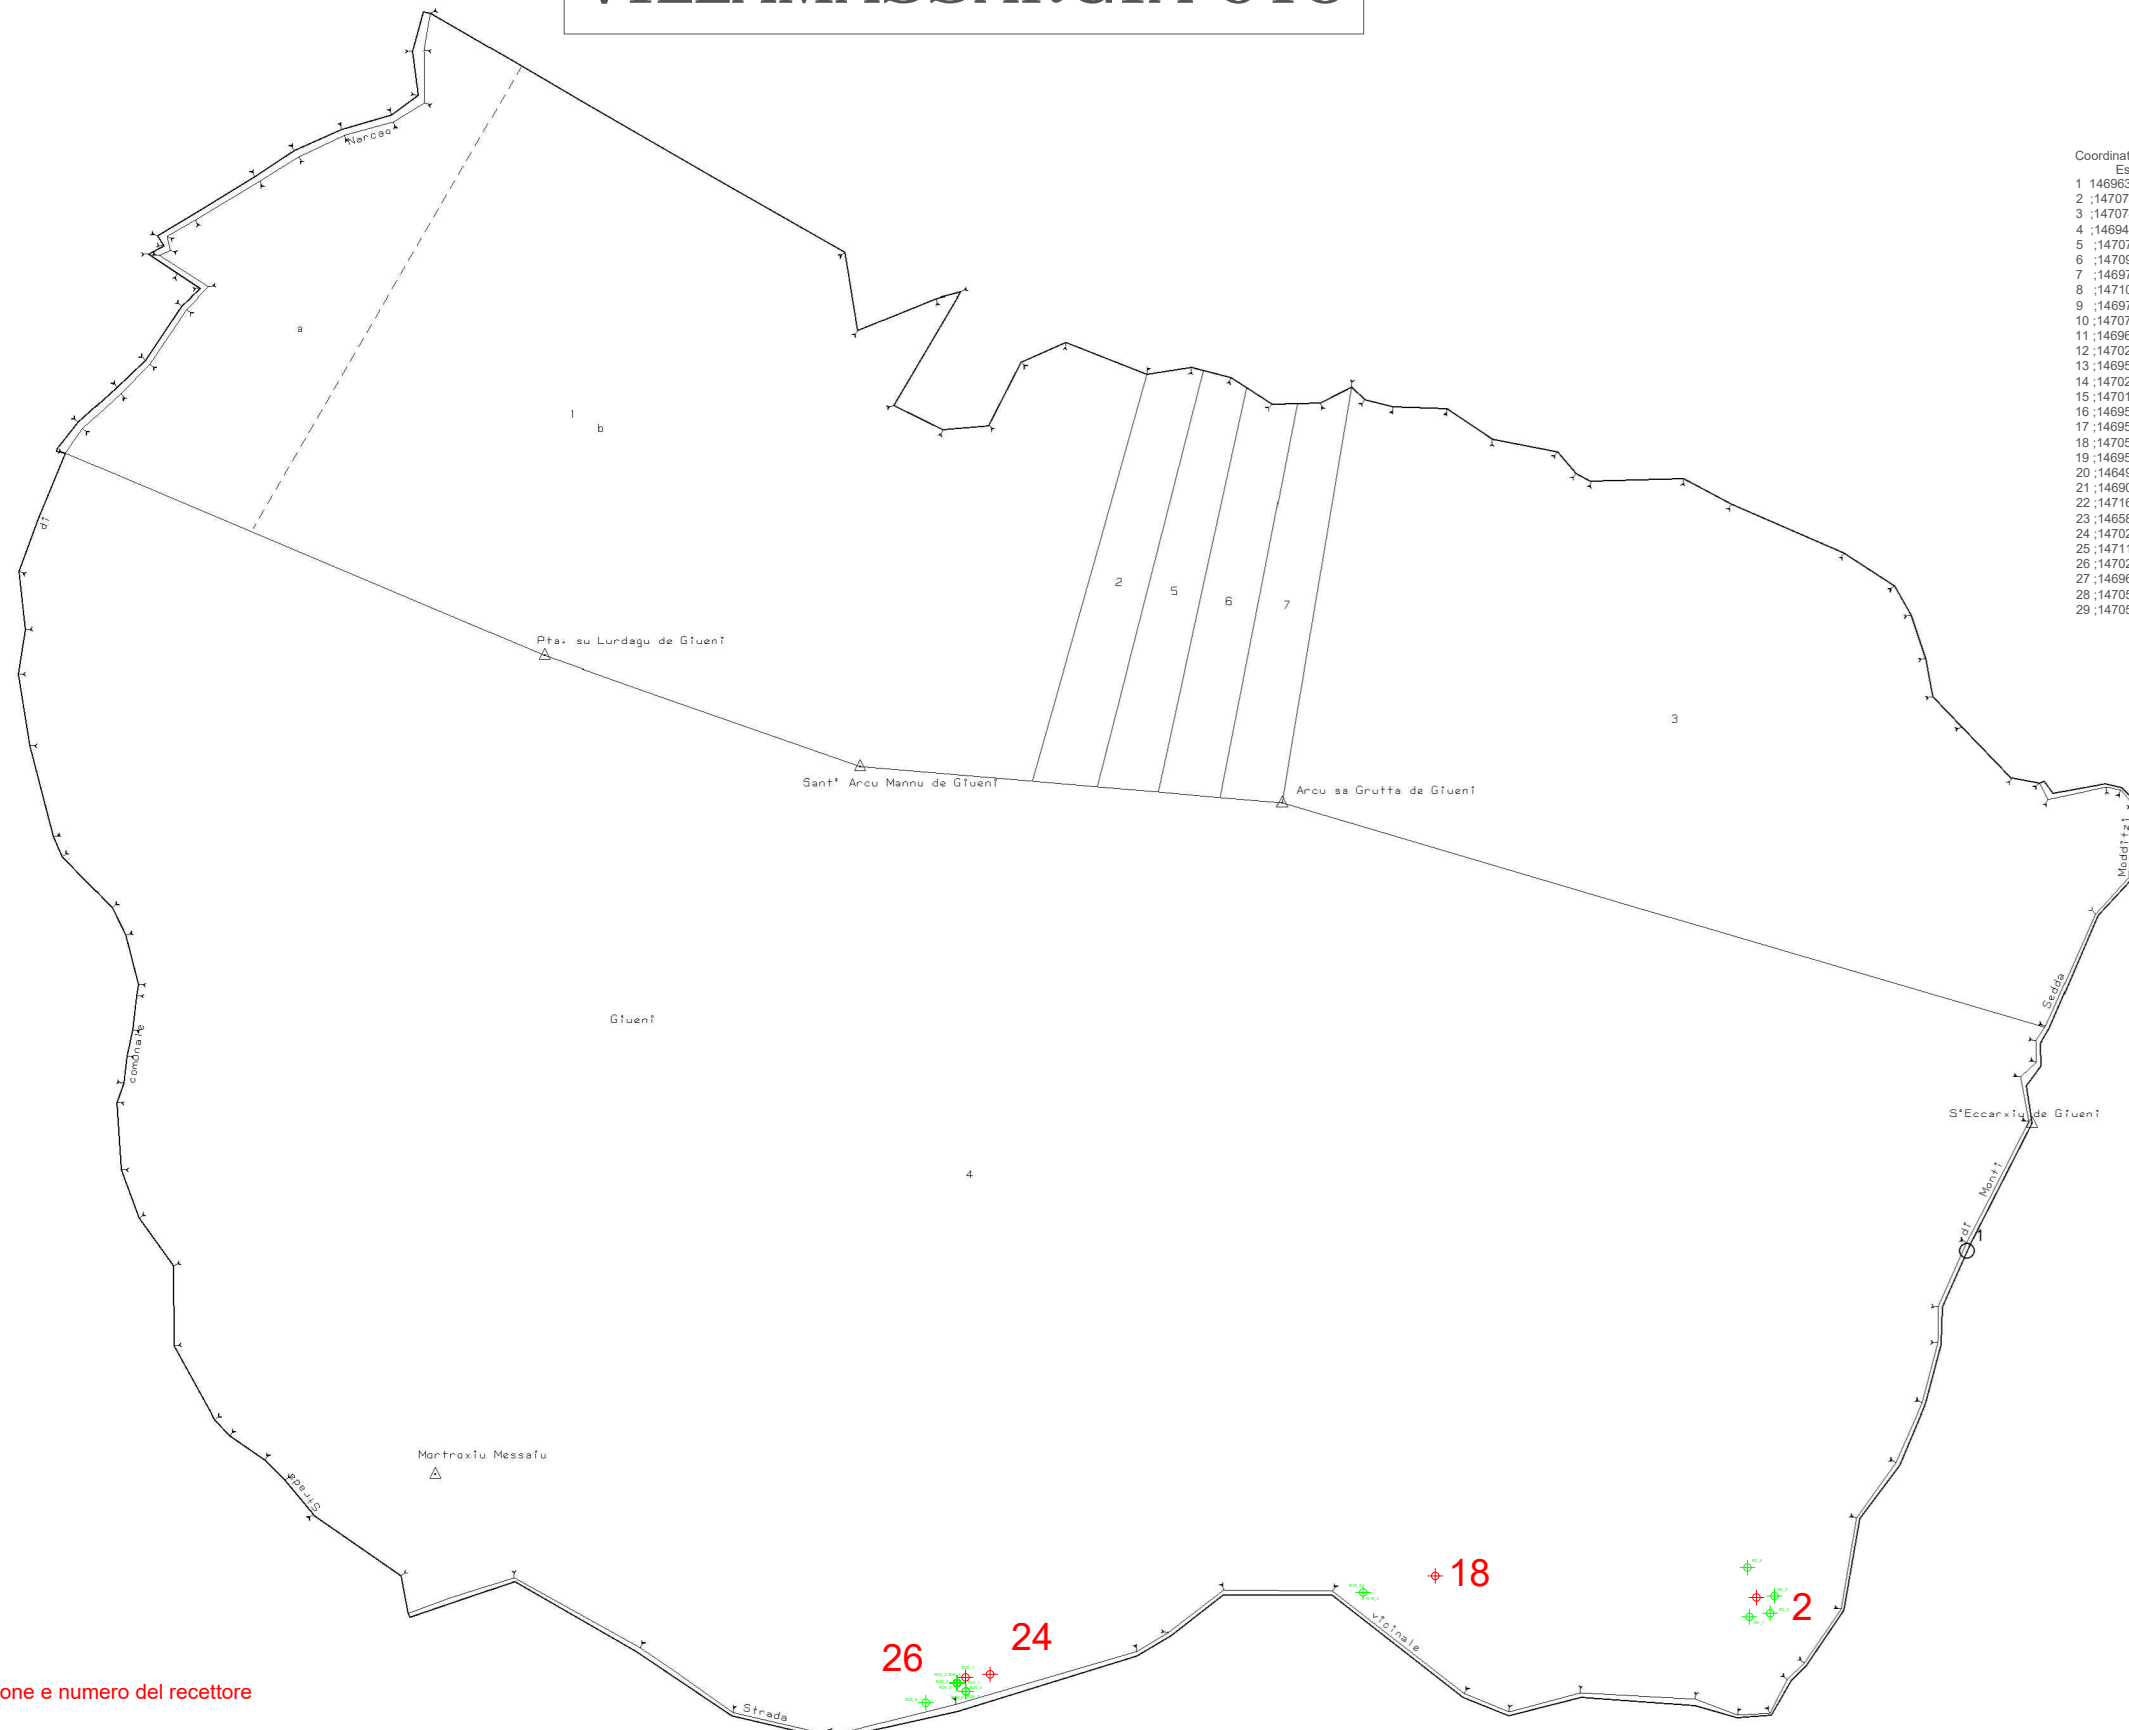 Narcao
a
1
b
di
Pta. su Lurdagu de Giueni
2
5
6
7
3
Sant' Arcu Mannu de Giueni
Arcu sa Grutta de Giueni
Modditzi
Sedda
comunale
Giueni
S'Eccarxiu de Giueni
4
Monti
di
1
Martraxiu Messaiu
Strada
18
2
Vicinale
24
26
Strada
one e numero del recettore
Coordinat
Es
1 146963
2 ;14707
3 ;1470
4 ;14694
5 ;14707
6 ;14709
7 ;14697
8 ;14710
9 ;14697
10 ;14707
11 ;14696
12 ;14702
13 ;14695
14 ;14702
15 ;14701
16 ;14695
17 ;14695
18 ;14705
19 ;14695
20 ;14649
21 ;14690
22 ;14716
23 ;14658
24 ;14702
25 ;14711
26 ;14702
27 ;14696
28 ;14705
29 ;14705